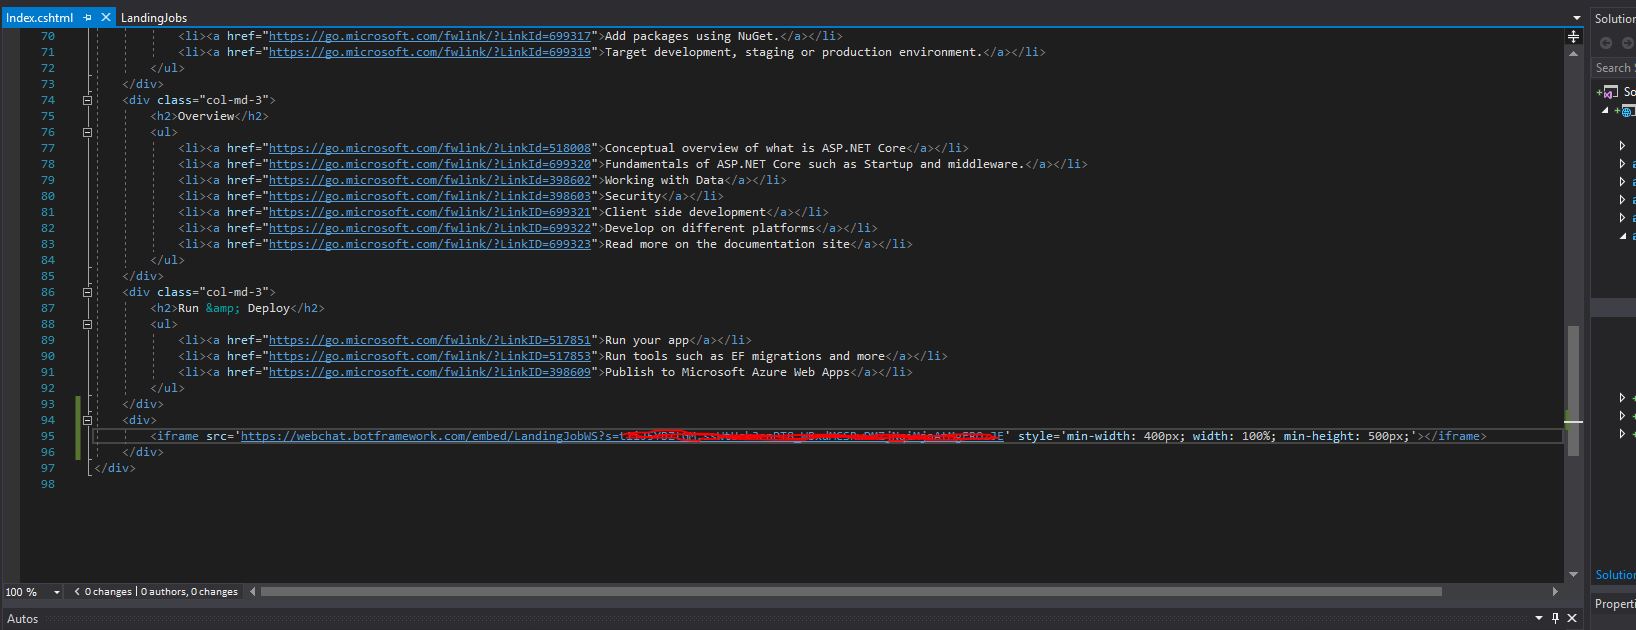 Index.cshtml LandingJobs
70 <li><a href="https://go.microsoft.com/fwlink/?LinkId=699317">Add packages using NuGet.</a></li>
71 <li><a href="https://go.microsoft.com/fwlink/?LinkId=699319">Target development, staging or production environment.</a></li>
72 </ul>
73 </div>
74 <div class="col-md-3">
75 <h2>Overview</h2>
76 <ul>
77 <li><a href="https://go.microsoft.com/fwlink/?LinkId=518008">Conceptual overview of what is ASP.NET Core</a></li>
78 <li><a href="https://go.microsoft.com/fwlink/?LinkId=699320">Fundamentals of ASP.NET Core such as Startup and middleware.</a></li>
79 <li><a href="https://go.microsoft.com/fwlink/?LinkId=398602">Working with Data</a></li>
80 <li><a href="https://go.microsoft.com/fwlink/?LinkId=398603">Security</a></li>
81 <li><a href="https://go.microsoft.com/fwlink/?LinkID=699321">Client side development</a></li>
82 <li><a href="https://go.microsoft.com/fwlink/?LinkID=699322">Develop on different platforms</a></li>
83 <li><a href="https://go.microsoft.com/fwlink/?LinkID=699323">Read more on the documentation site</a></li>
84 </ul>
85 </div>
86 <div class="col-md-3">
87 <h2>Run &amp; Deploy</h2>
88 <ul>
89 <li><a href="https://go.microsoft.com/fwlink/?LinkID=517851">Run your app</a></li>
90 <li><a href="https://go.microsoft.com/fwlink/?LinkID=517853">Run tools such as EF migrations and more</a></li>
91 <li><a href="https://go.microsoft.com/fwlink/?LinkID=398609">Publish to Microsoft Azure Web Apps</a></li>
92 </ul>
93 </div>
94 <div>
95 <iframe src='https://webchat.botframework.com/embed/LandingJobWS?s= ' style='min-width: 400px; width: 100%; min-height: 500px;'></iframe>
96 </div>
97 </div>
98
100 % 0 changes | 0 authors, 0 changes
Autos
Solution
Search
So
Solution
Properti